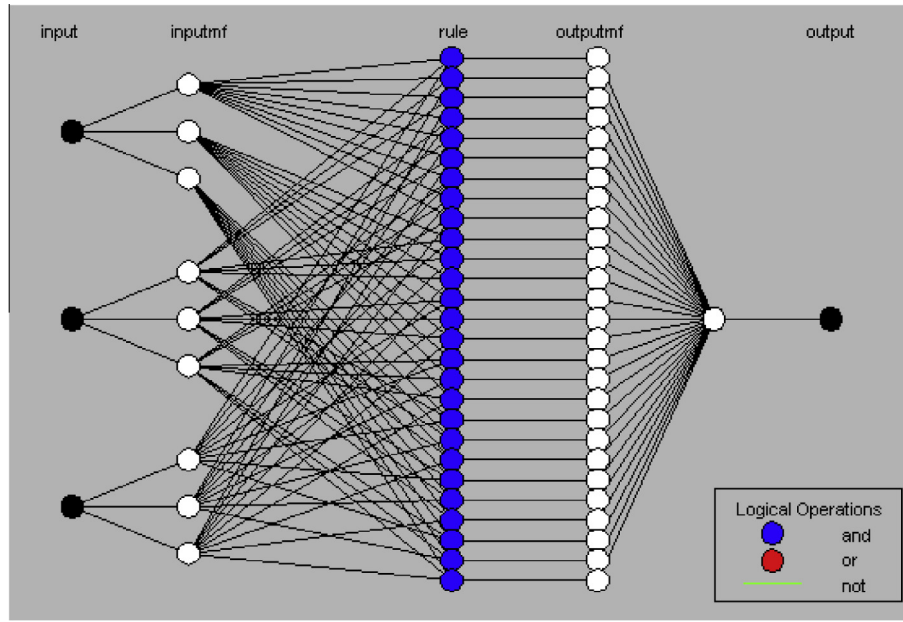 input inputmf rule outputmf output
Logical Operations
and
or
not